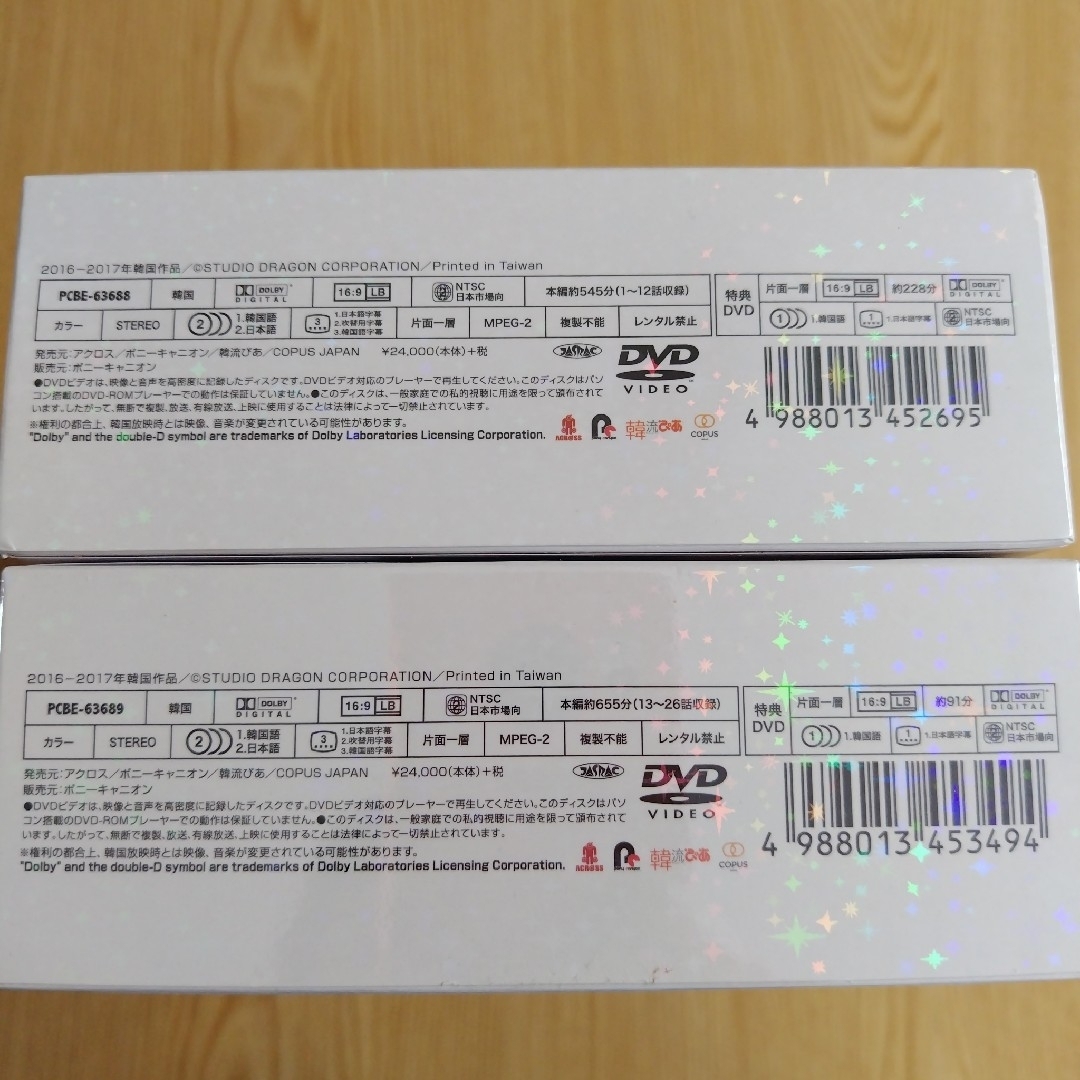 2016-2017年韓国作品/©STUDIO DRAGON CORPORATION/Printed in Taiwan
PCBE-63688 韓国 DOLBY DIGITAL 16:9 LB NTSC 日本市場向 本編約545分(1〜12話収録)
カラー STEREO 2 1.韓国語 2.日本語 3 1.日本語字幕 2.吹替用字幕 3.韓国語字幕 片面一層 MPEG-2 複製不能 レンタル禁止
特典DVD 片面一層 16:9 LB 約228分 DOLBY DIGITAL
1 1.韓国語 1 1.日本語字幕 NTSC 日本市場向
発売元:アクロス/ポニーキャニオン/韓流ぴあ/COPUS JAPAN ¥24,000(本体)+税
販売元:ポニーキャニオン
JASRAC DVD VIDEO
●DVDビデオは、映像と音声を高密度に記録したディスクです。DVDビデオ対応のプレーヤーで再生してください。このディスクはパソ
コン搭載のDVD-ROMプレーヤーでの動作は保証していません。●このディスクは、一般家庭での私的視聴に用途を限って頒布されて
います。したがって、無断で複製、放送、有線放送、上映に使用することは法律によって一切禁止されています。
※権利の都合上、韓国放映時とは映像、音楽が変更されている可能性があります。
"Dolby" and the double-D symbol are trademarks of Dolby Laboratories Licensing Corporation.
ACROSS 韓流ぴあ COPUS
4 988013 452695
2016-2017年韓国作品/©STUDIO DRAGON CORPORATION/Printed in Taiwan
PCBE-63689 韓国 DOLBY DIGITAL 16:9 LB NTSC 日本市場向 本編約655分(13〜26話収録)
カラー STEREO 2 1.韓国語 2.日本語 3 1.日本語字幕 2.吹替用字幕 3.韓国語字幕 片面一層 MPEG-2 複製不能 レンタル禁止
特典DVD 片面一層 16:9 LB 約91分 DOLBY DIGITAL
1 1.韓国語 1 1.日本語字幕 NTSC 日本市場向
発売元:アクロス/ポニーキャニオン/韓流ぴあ/COPUS JAPAN ¥24,000(本体)+税
販売元:ポニーキャニオン
JASRAC DVD VIDEO
●DVDビデオは、映像と音声を高密度に記録したディスクです。DVDビデオ対応のプレーヤーで再生してください。このディスクはパソ
コン搭載のDVD-ROMプレーヤーでの動作は保証していません。●このディスクは、一般家庭での私的視聴に用途を限って頒布されて
います。したがって、無断で複製、放送、有線放送、上映に使用することは法律によって一切禁止されています。
※権利の都合上、韓国放映時とは映像、音楽が変更されている可能性があります。
"Dolby" and the double-D symbol are trademarks of Dolby Laboratories Licensing Corporation.
ACROSS 韓流ぴあ COPUS
4 988013 453494